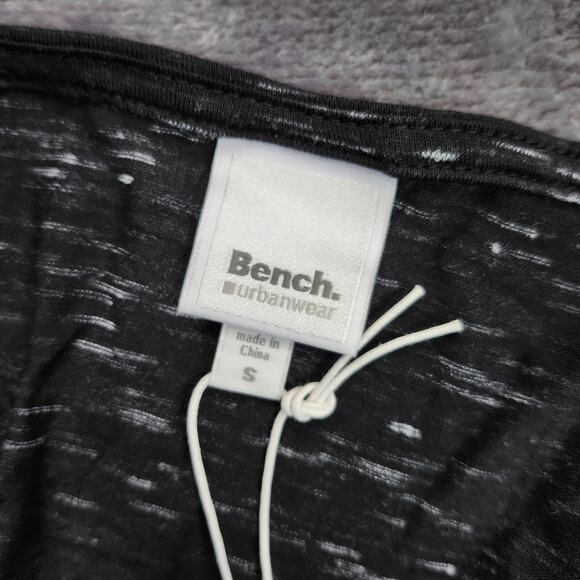 Bench.
urbanwear
made in
China
S